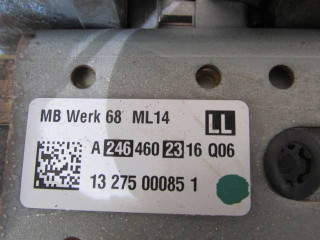 MB Werk 68 ML14 LL
A 246 460 23 16 Q06
13 275 00085 1